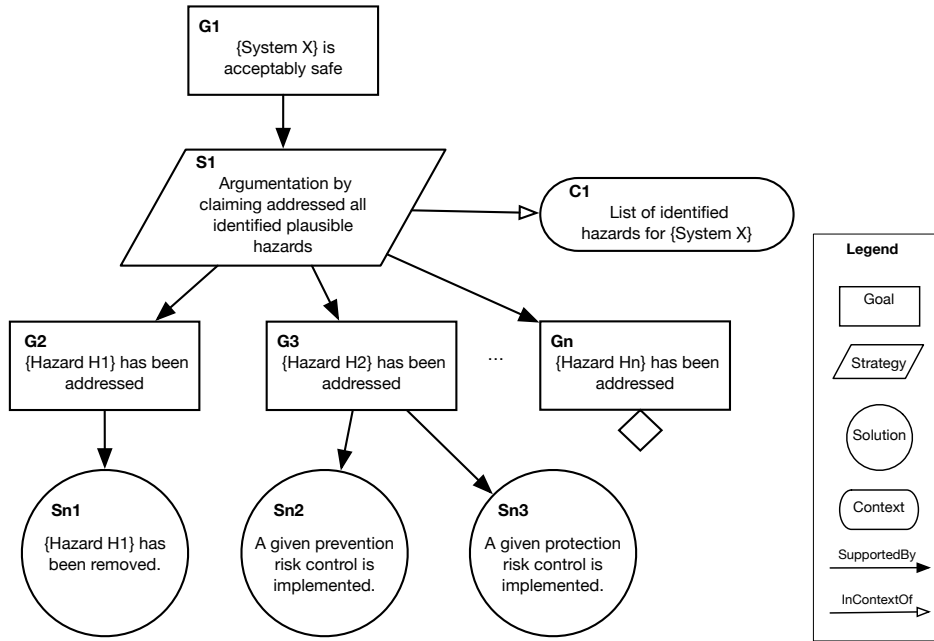 G1
{System X} is
acceptably safe
S1
Argumentation by
claiming addressed all
identified plausible
hazards
C1
List of identified
hazards for {System X}
G2
{Hazard H1} has been
addressed
G3
{Hazard H2} has been
addressed
...
Gn
{Hazard Hn} has been
addressed
Sn1
{Hazard H1} has
been removed.
Sn2
A given prevention
risk control is
implemented.
Sn3
A given protection
risk control is
implemented.
Legend
Goal
Strategy
Solution
Context
SupportedBy
InContextOf